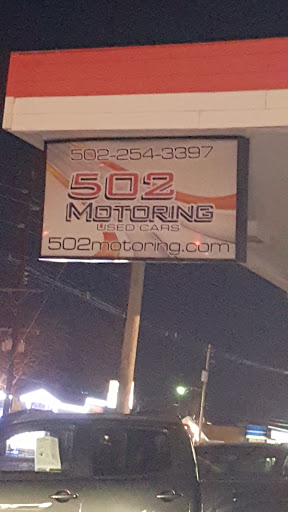 502-254-3397
502
MOTORING
USED CARS
502motoring.com